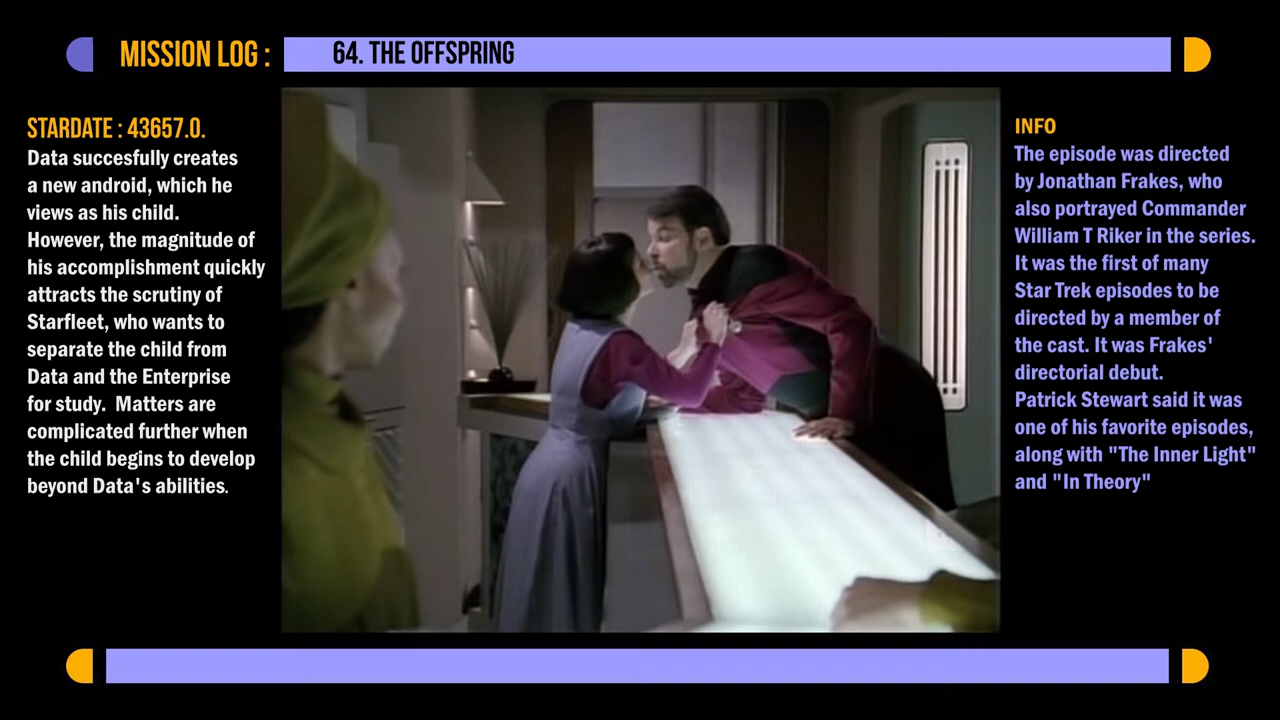 MISSION LOG :
64. THE OFFSPRING
STARDATE : 43657.0.
Data succesfully creates
a new android, which he
views as his child.
However, the magnitude of
his accomplishment quickly
attracts the scrutiny of
Starfleet, who wants to
separate the child from
Data and the Enterprise
for study.  Matters are
complicated further when
the child begins to develop
beyond Data's abilities.
INFO
The episode was directed
by Jonathan Frakes, who
also portrayed Commander
William T Riker in the series.
It was the first of many
Star Trek episodes to be
directed by a member of
the cast. It was Frakes'
directorial debut.
Patrick Stewart said it was
one of his favorite episodes,
along with "The Inner Light"
and "In Theory"